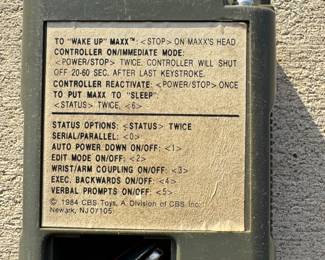 TO "WAKE UP" MAXX™: <STOP> ON MAXX'S HEAD
CONTROLLER ON/IMMEDIATE MODE:
<POWER/STOP> TWICE. CONTROLLER WILL SHUT
OFF 20-60 SEC. AFTER LAST KEYSTROKE.
CONTROLLER REACTIVATE: <POWER/STOP> ONCE
TO PUT MAXX TO "SLEEP"
<STATUS> TWICE, <6>
STATUS OPTIONS: <STATUS> TWICE
SERIAL/PARALLEL: <0>
AUTO POWER DOWN ON/OFF: <1>
EDIT MODE ON/OFF: <2>
WRIST/ARM COUPLING ON/OFF: <3>
EXEC. BACKWARDS ON/OFF: <4>
VERBAL PROMPTS ON/OFF: <5>
© 1984 CBS Toys, A Division of CBS Inc.
Newark, NJ 07105